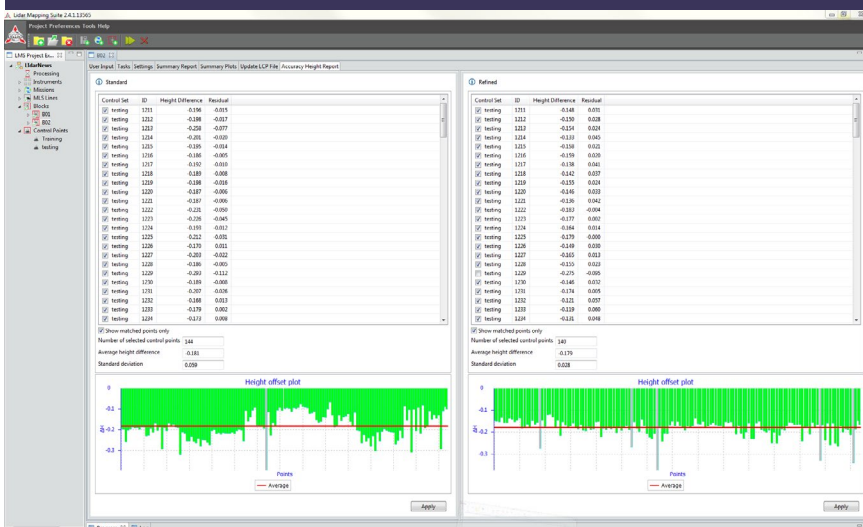 Lidar Mapping Suite 2.4.1.13565
Project Preferences Tools Help
LMS Project Ex...
LidarNews
Processing
Instruments
Missions
MLS Lines
Blocks
B01
B02
Control Points
Training
testing
B02
User Input Tasks Settings Summary Report Summary Plots Update LCP File Accuracy Height Report
Standard
Control Set ID Height Difference Residual
testing 1211 -0.196 -0.015
testing 1212 -0.198 -0.017
testing 1213 -0.258 -0.077
testing 1214 -0.201 -0.020
testing 1215 -0.195 -0.014
testing 1216 -0.186 -0.005
testing 1217 -0.192 -0.010
testing 1218 -0.189 -0.008
testing 1219 -0.198 -0.016
testing 1220 -0.187 -0.006
testing 1221 -0.187 -0.006
testing 1222 -0.231 -0.050
testing 1223 -0.226 -0.045
testing 1224 -0.193 -0.012
testing 1225 -0.212 -0.031
testing 1226 -0.170 0.011
testing 1227 -0.203 -0.022
testing 1228 -0.186 -0.005
testing 1229 -0.293 -0.112
testing 1230 -0.189 -0.008
testing 1231 -0.207 -0.026
testing 1232 -0.168 0.013
testing 1233 -0.179 0.002
testing 1234 -0.173 0.008
Show matched points only
Number of selected control points 144
Average height difference -0.181
Standard deviation 0.059
Height offset plot
0
-0.1
-0.2
-0.3
ΔH
Points
Average
Apply
Refined
Control Set ID Height Difference Residual
testing 1211 -0.148 0.031
testing 1212 -0.150 0.028
testing 1213 -0.154 0.024
testing 1214 -0.133 0.045
testing 1215 -0.158 0.021
testing 1216 -0.159 0.020
testing 1217 -0.138 0.041
testing 1218 -0.142 0.037
testing 1219 -0.155 0.024
testing 1220 -0.146 0.033
testing 1221 -0.136 0.042
testing 1222 -0.183 -0.004
testing 1223 -0.177 0.002
testing 1224 -0.164 0.014
testing 1225 -0.179 -0.000
testing 1226 -0.149 0.030
testing 1227 -0.165 0.013
testing 1228 -0.155 0.023
testing 1229 -0.275 -0.095
testing 1230 -0.146 0.032
testing 1231 -0.174 0.005
testing 1232 -0.121 0.057
testing 1233 -0.119 0.060
testing 1234 -0.131 0.048
Show matched points only
Number of selected control points 140
Average height difference -0.179
Standard deviation 0.028
Height offset plot
0
-0.1
-0.2
-0.3
ΔH
Points
Average
Apply